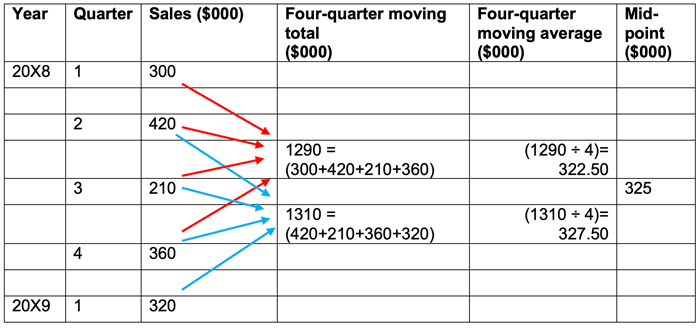 Year Quarter Sales ($000) Four-quarter moving total ($000) Four-quarter moving average ($000) Mid-point ($000)
20X8 1 300
2 420
1290 = (300+420+210+360) (1290 ÷ 4)= 322.50
3 210 325
1310 = (420+210+360+320) (1310 ÷ 4)= 327.50
4 360
20X9 1 320